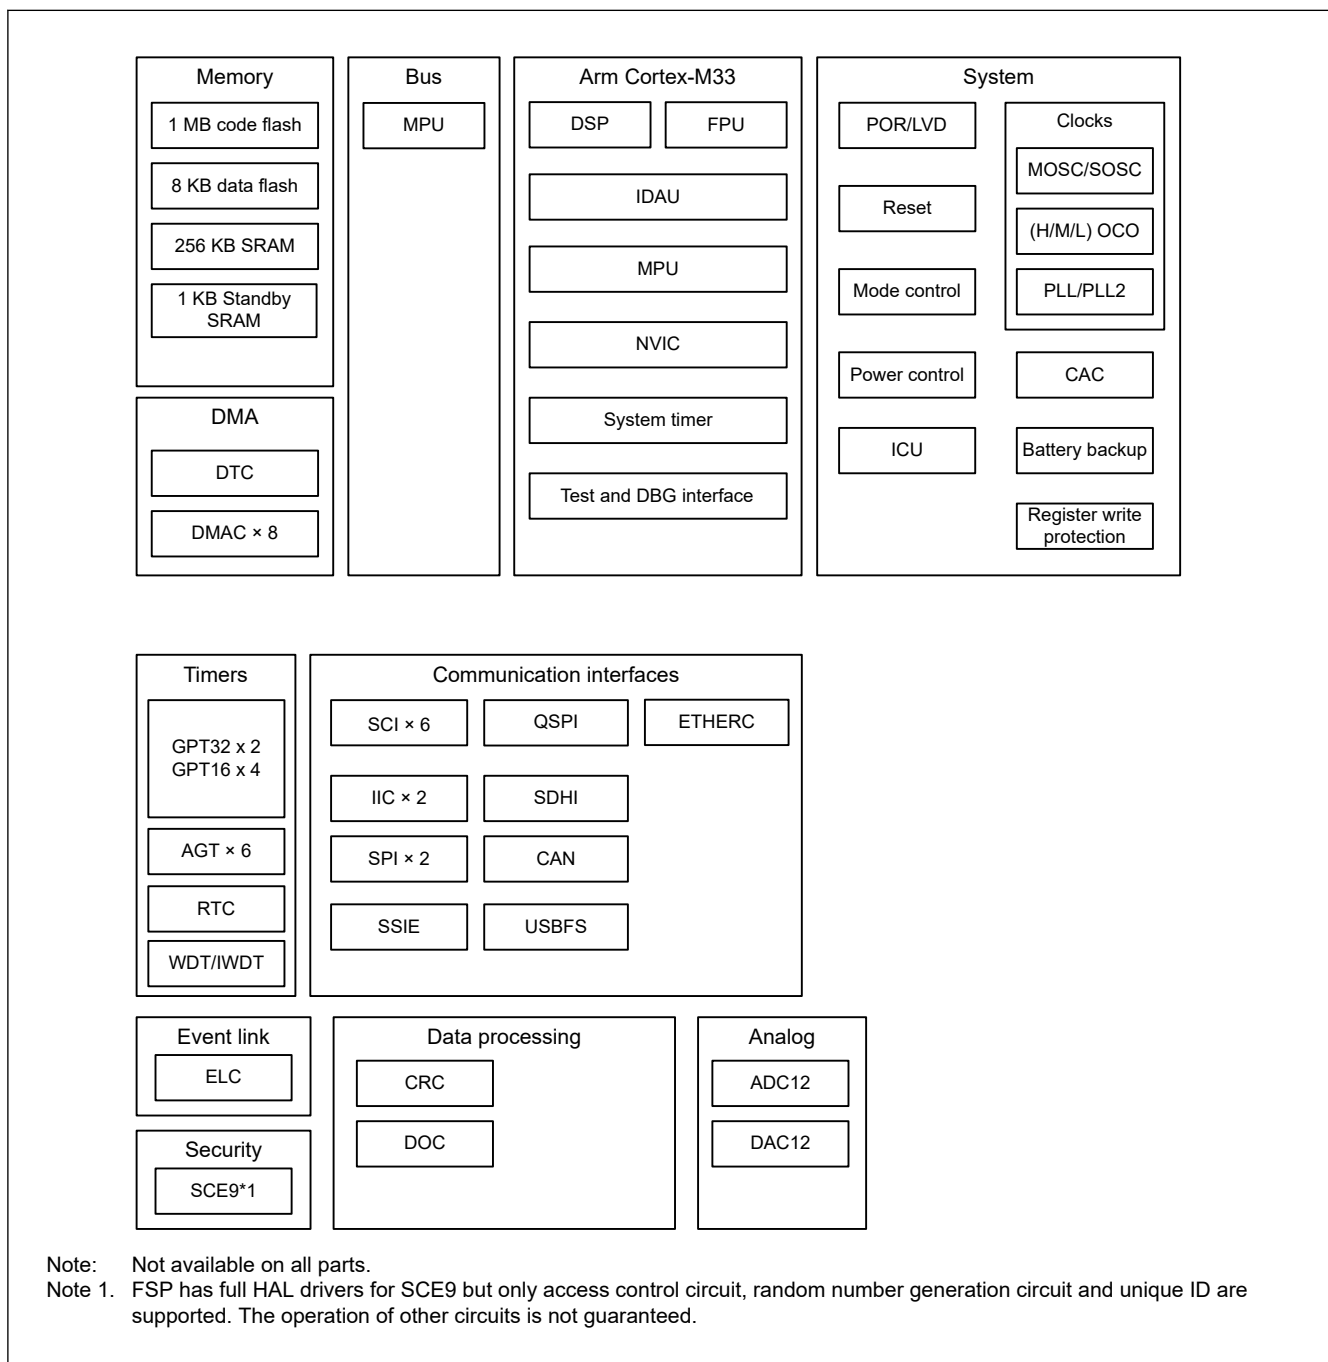 Memory
1 MB code flash
8 KB data flash
256 KB SRAM
1 KB Standby
SRAM
DMA
DTC
DMAC × 8
Bus
MPU
Arm Cortex-M33
DSP
FPU
IDAU
MPU
NVIC
System timer
Test and DBG interface
System
POR/LVD
Reset
Mode control
Power control
ICU
Clocks
MOSC/SOSC
(H/M/L) OCO
PLL/PLL2
CAC
Battery backup
Register write
protection
Timers
GPT32 x 2
GPT16 x 4
AGT × 6
RTC
WDT/IWDT
Communication interfaces
SCI × 6
QSPI
ETHERC
IIC × 2
SDHI
SPI × 2
CAN
SSIE
USBFS
Event link
ELC
Security
SCE9*1
Data processing
CRC
DOC
Analog
ADC12
DAC12
Note: Not available on all parts.
Note 1. FSP has full HAL drivers for SCE9 but only access control circuit, random number generation circuit and unique ID are
supported. The operation of other circuits is not guaranteed.